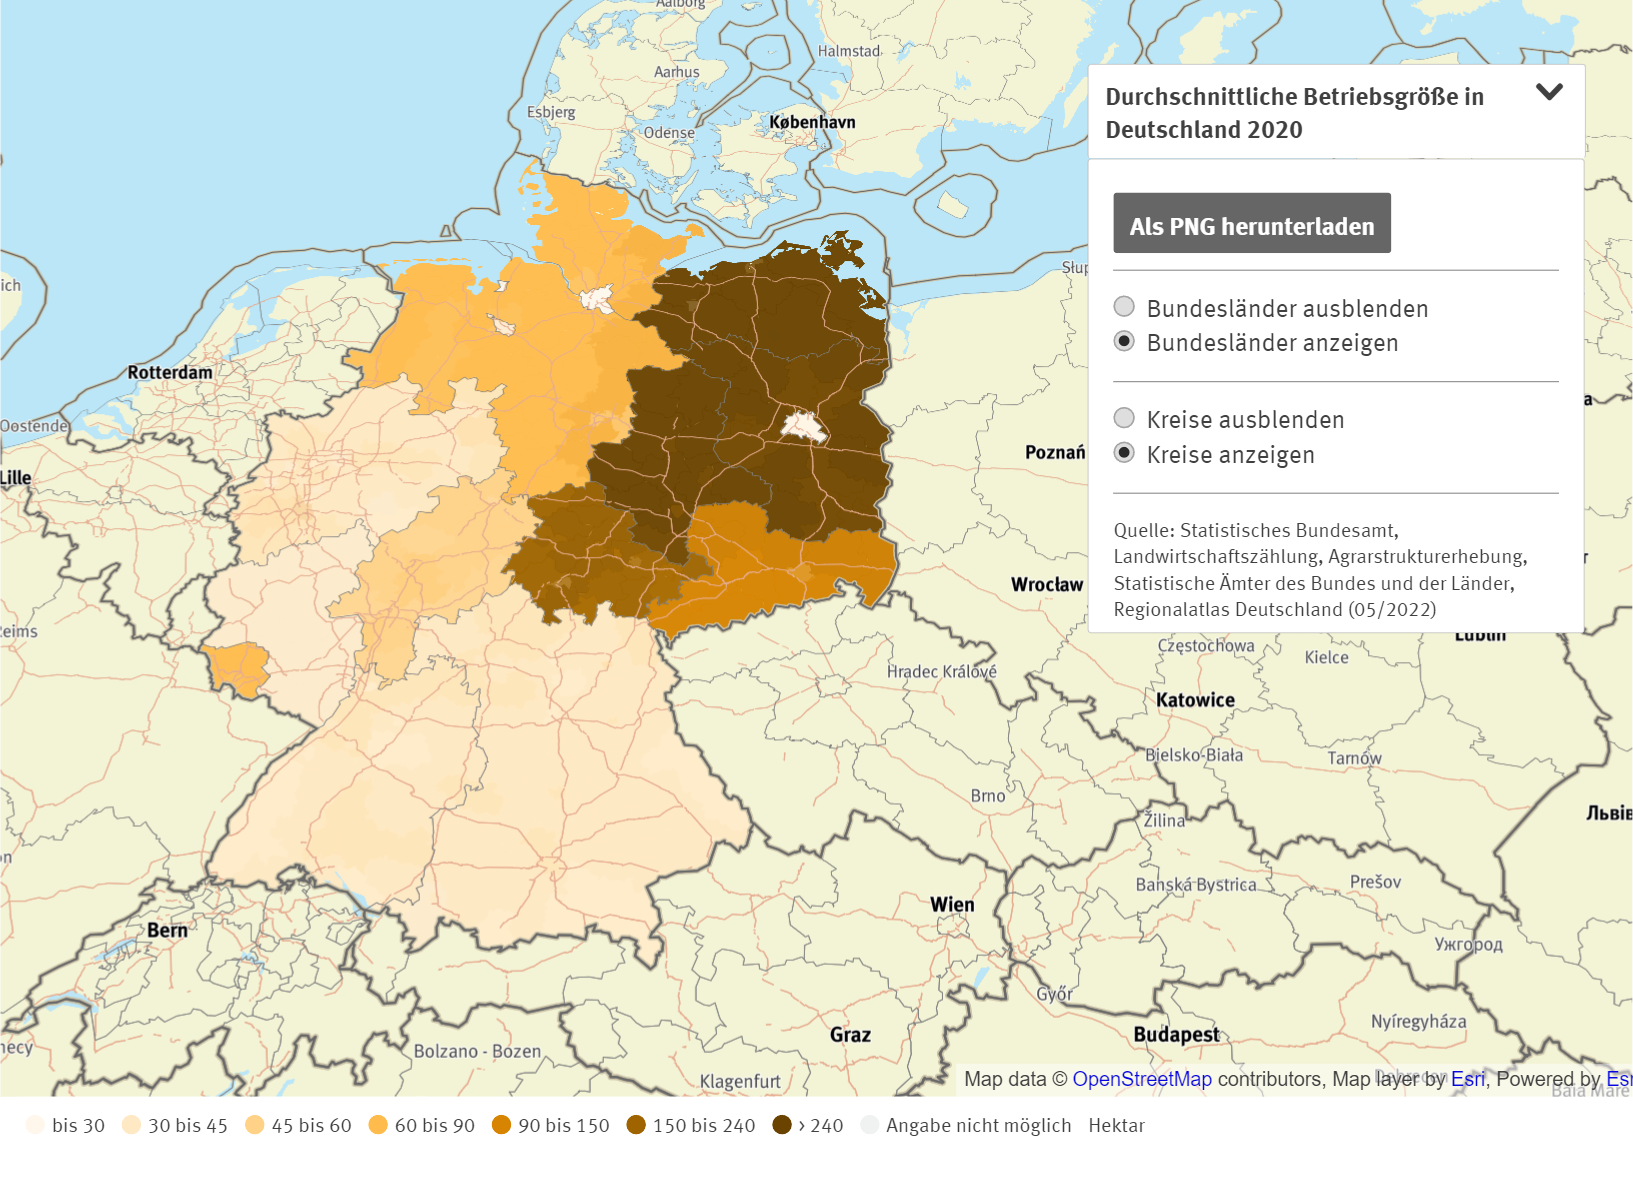 Aalborg
Halmstad
Aarhus
Esbjerg
København
Odense
Durchschnittliche Betriebsgröße in
Deutschland 2020
Als PNG herunterladen
Bundesländer ausblenden
Bundesländer anzeigen
Kreise ausblenden
Kreise anzeigen
Quelle: Statistisches Bundesamt,
Landwirtschaftszählung, Agrarstrukturerhebung,
Statistische Ämter des Bundes und der Länder,
Regionalatlas Deutschland (05/2022)
Słup
ich
Rotterdam
Oostende
Lille
Poznań
Wrocław
Reims
Lublin
Częstochowa
Kielce
Hradec Králové
Katowice
Bielsko-Biała
Tarnów
Brno
Žilina
Львів
Banská Bystrica
Prešov
Wien
Bern
Ужгород
Győr
Graz
Budapest
Nyíregyháza
necy
Bolzano - Bozen
Klagenfurt
Debrecen
Baia Mare
Map data © OpenStreetMap contributors, Map layer by Esri, Powered by Esr
bis 30 30 bis 45 45 bis 60 60 bis 90 90 bis 150 150 bis 240 > 240 Angabe nicht möglich Hektar